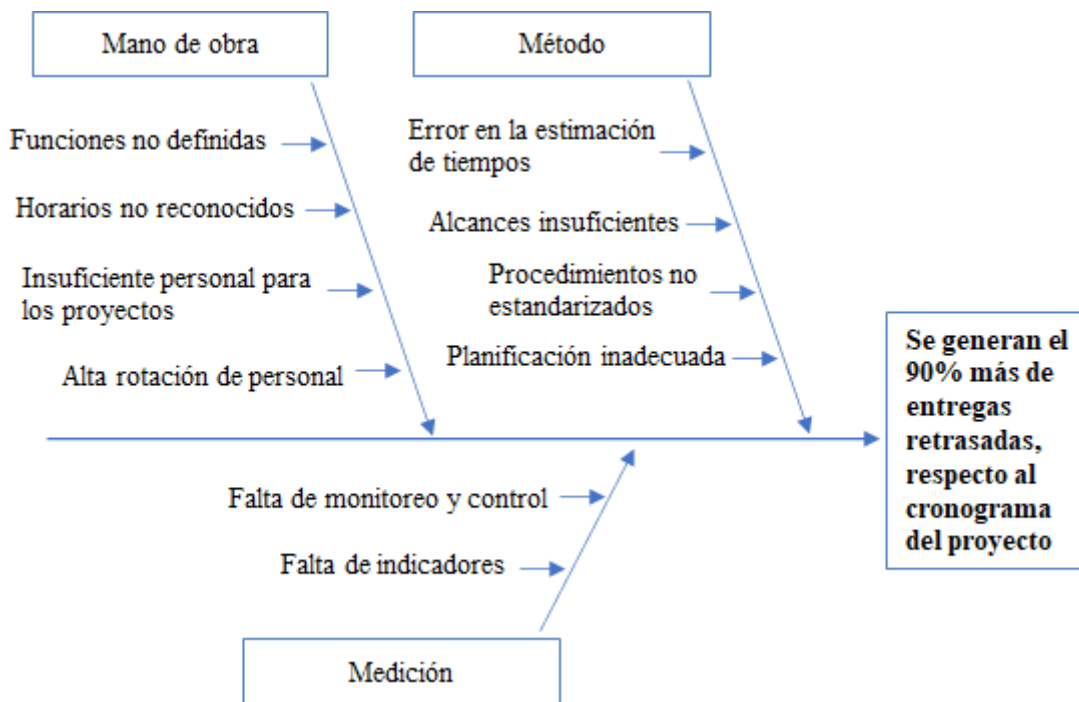 Mano de obra
Método
Funciones no definidas
Horarios no reconocidos
Insuficiente personal para
los proyectos
Alta rotación de personal
Error en la estimación
de tiempos
Alcances insuficientes
Procedimientos no
estandarizados
Planificación inadecuada
Se generan el
90% más de
entregas
retrasadas,
respecto al
cronograma
del proyecto
Falta de monitoreo y control
Falta de indicadores
Medición